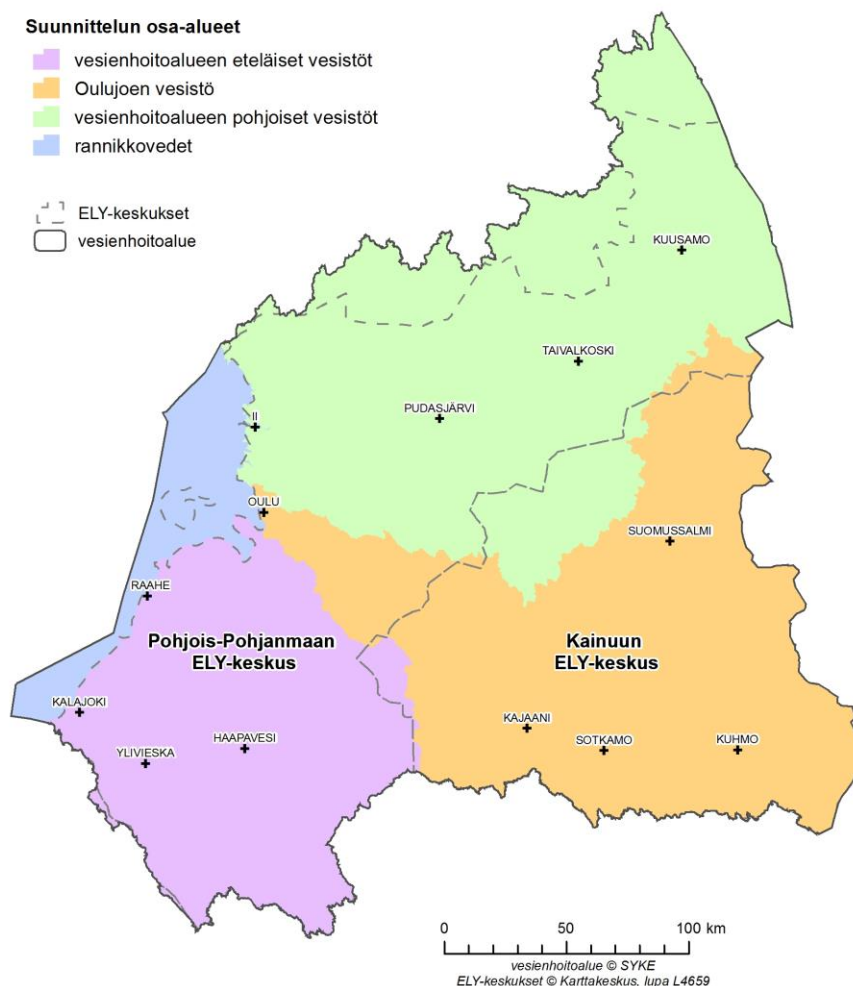 Suunnittelun osa-alueet
vesienhoitoalueen eteläiset vesistöt
Oulujoen vesistö
vesienhoitoalueen pohjoiset vesistöt
rannikkovedet
ELY-keskukset
vesienhoitoalue
KUUSAMO
TAIVALKOSKI
PUDASJÄRVI
II
OULU
SUOMUSSALMI
RAAHE
Pohjois-Pohjanmaan
ELY-keskus
Kainuun
ELY-keskus
KALAJOKI
KAJAANI
HAAPAVESI
SOTKAMO
KUHMO
YLIVIESKA
0 50 100 km
vesienhoitoalue © SYKE
ELY-keskukset © Karttakeskus, lupa L4659